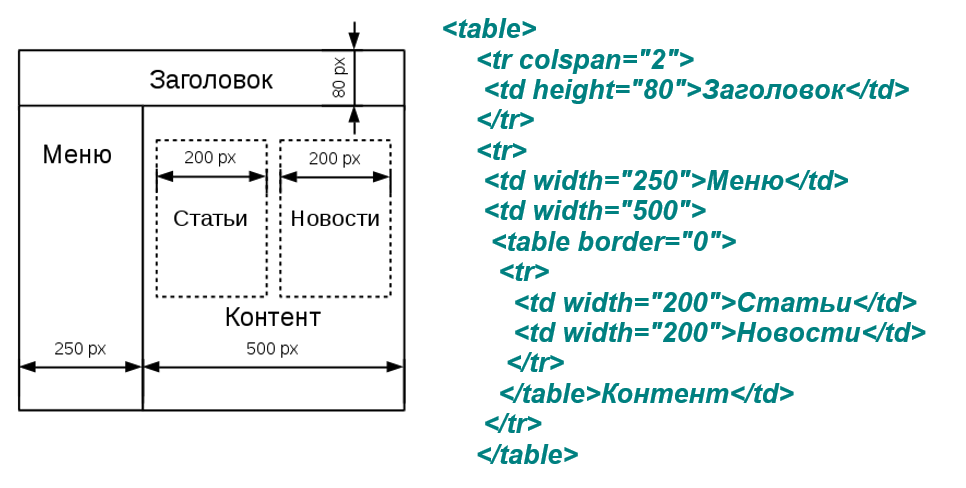 Заголовок
80 px
Меню
200 px
200 px
Статьи
Новости
Контент
250 px
500 px
<table>
<tr colspan="2">
<td height="80">Заголовок</td>
</tr>
<tr>
<td width="250">Меню</td>
<td width="500">
<table border="0">
<tr>
<td width="200">Статьи</td>
<td width="200">Новости</td>
</tr>
</table>Контент</td>
</tr>
</table>